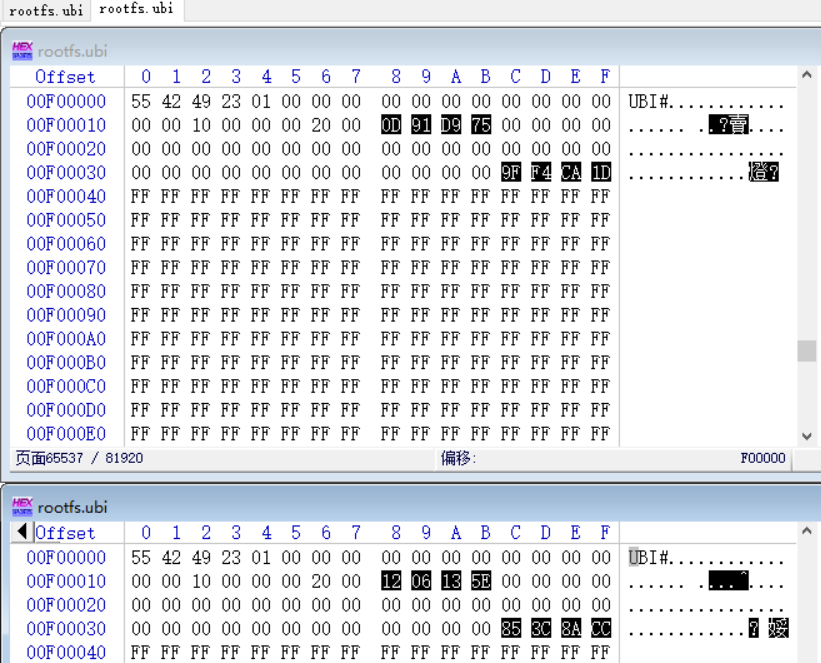 rootfs.ubi rootfs.ubi
rootfs.ubi
Offset 0 1 2 3 4 5 6 7 8 9 A B C D E F
00F00000 55 42 49 23 01 00 00 00 00 00 00 00 00 00 00 00 UBI#............
00F00010 00 00 10 00 00 00 20 00 0D 91 D9 75 00 00 00 00 ...... ..?賣....
00F00020 00 00 00 00 00 00 00 00 00 00 00 00 00 00 00 00 ................
00F00030 00 00 00 00 00 00 00 00 00 00 00 00 9F F4 CA 1D ............?
00F00040 FF FF FF FF FF FF FF FF FF FF FF FF FF FF FF FF
00F00050 FF FF FF FF FF FF FF FF FF FF FF FF FF FF FF FF
00F00060 FF FF FF FF FF FF FF FF FF FF FF FF FF FF FF FF
00F00070 FF FF FF FF FF FF FF FF FF FF FF FF FF FF FF FF
00F00080 FF FF FF FF FF FF FF FF FF FF FF FF FF FF FF FF
00F00090 FF FF FF FF FF FF FF FF FF FF FF FF FF FF FF FF
00F000A0 FF FF FF FF FF FF FF FF FF FF FF FF FF FF FF FF
00F000B0 FF FF FF FF FF FF FF FF FF FF FF FF FF FF FF FF
00F000C0 FF FF FF FF FF FF FF FF FF FF FF FF FF FF FF FF
00F000D0 FF FF FF FF FF FF FF FF FF FF FF FF FF FF FF FF
00F000E0 FF FF FF FF FF FF FF FF FF FF FF FF FF FF FF FF
页面65537 / 81920 偏移: F00000
rootfs.ubi
Offset 0 1 2 3 4 5 6 7 8 9 A B C D E F
00F00000 55 42 49 23 01 00 00 00 00 00 00 00 00 00 00 00 UBI#............
00F00010 00 00 10 00 00 00 20 00 12 06 13 5E 00 00 00 00 ...... ....^....
00F00020 00 00 00 00 00 00 00 00 00 00 00 00 00 00 00 00 ................
00F00030 00 00 00 00 00 00 00 00 00 00 00 00 85 3C 8A CC ............?
00F00040 FF FF FF FF FF FF FF FF FF FF FF FF FF FF FF FF